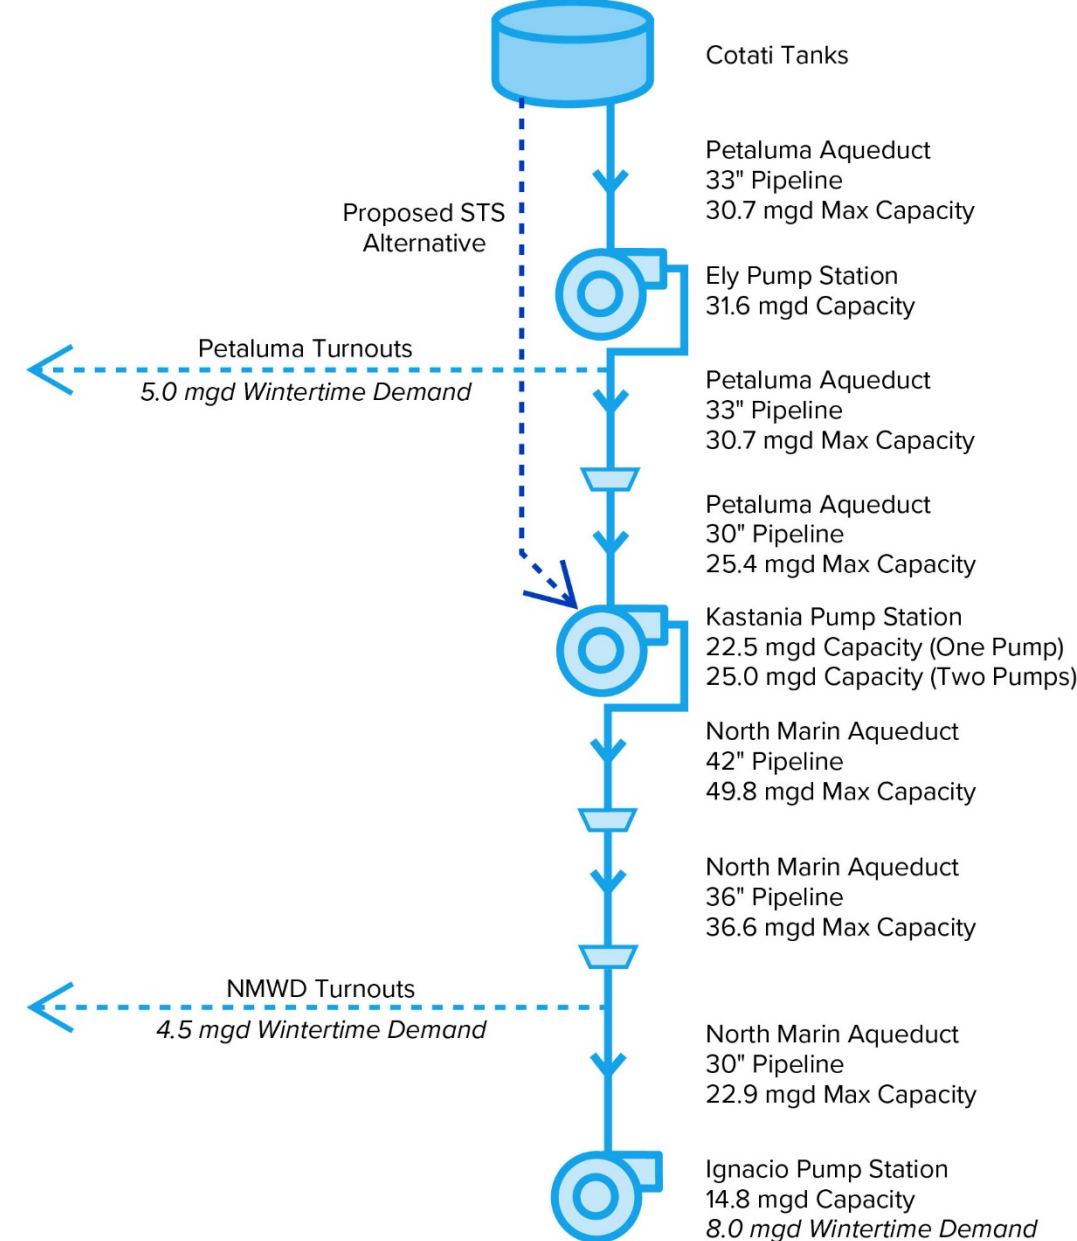 Cotati Tanks
Petaluma Aqueduct
33" Pipeline
30.7 mgd Max Capacity
Proposed STS
Alternative
Ely Pump Station
31.6 mgd Capacity
Petaluma Turnouts
5.0 mgd Wintertime Demand
Petaluma Aqueduct
33" Pipeline
30.7 mgd Max Capacity
Petaluma Aqueduct
30" Pipeline
25.4 mgd Max Capacity
Kastania Pump Station
22.5 mgd Capacity (One Pump)
25.0 mgd Capacity (Two Pumps)
North Marin Aqueduct
42" Pipeline
49.8 mgd Max Capacity
North Marin Aqueduct
36" Pipeline
36.6 mgd Max Capacity
NMWD Turnouts
4.5 mgd Wintertime Demand
North Marin Aqueduct
30" Pipeline
22.9 mgd Max Capacity
Ignacio Pump Station
14.8 mgd Capacity
8.0 mgd Wintertime Demand